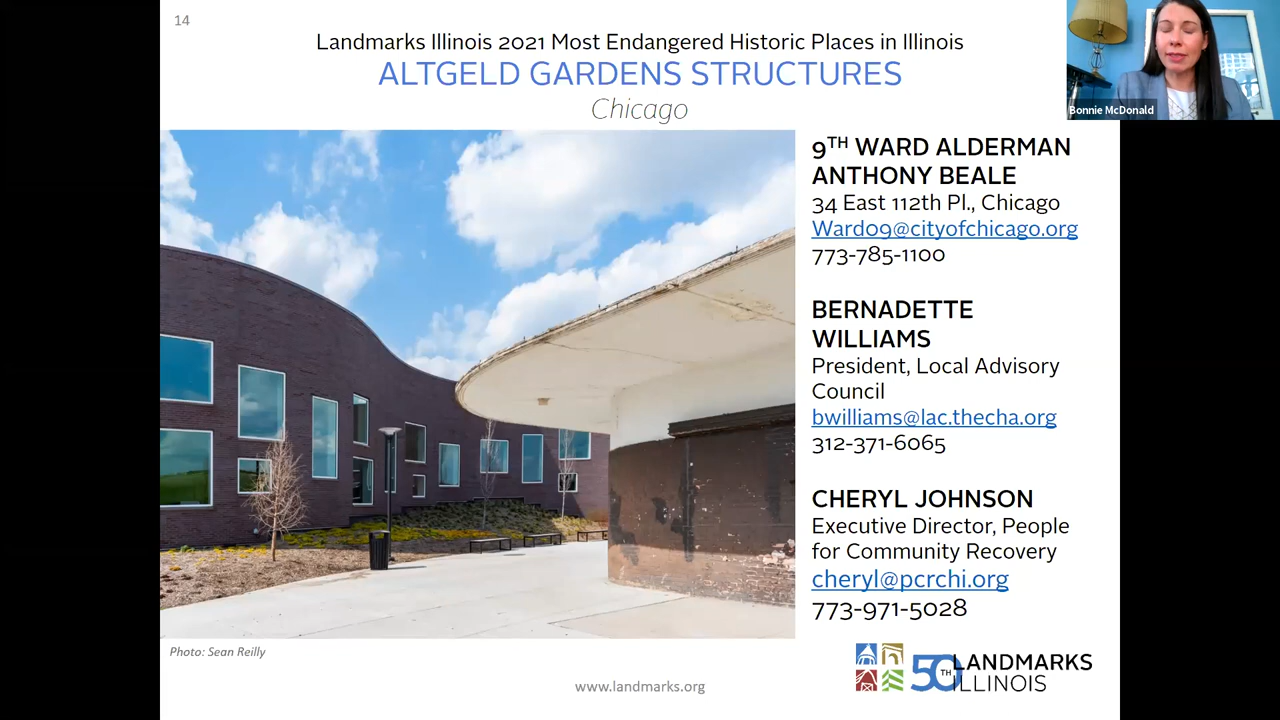 14
Landmarks Illinois 2021 Most Endangered Historic Places in Illinois
ALTGELD GARDENS STRUCTURES
Chicago
Bonnie McDonald
9TH WARD ALDERMAN
ANTHONY BEALE
34 East 112th Pl., Chicago
Ward09@cityofchicago.org
773-785-1100
BERNADETTE
WILLIAMS
President, Local Advisory
Council
bwilliams@lac.thecha.org
312-371-6065
CHERYL JOHNSON
Executive Director, People
for Community Recovery
cheryl@pcrchi.org
773-971-5028
Photo: Sean Reilly
www.landmarks.org
50TH LANDMARKS
ILLINOIS